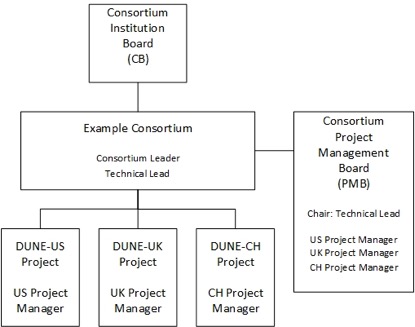 Consortium
Institution
Board
(CB)
Example Consortium
Consortium Leader
Technical Lead
Consortium
Project
Management
Board
(PMB)
Chair: Technical Lead
US Project Manager
UK Project Manager
CH Project Manager
DUNE-US
Project
US Project
Manager
DUNE-UK
Project
UK Project
Manager
DUNE-CH
Project
CH Project
Manager